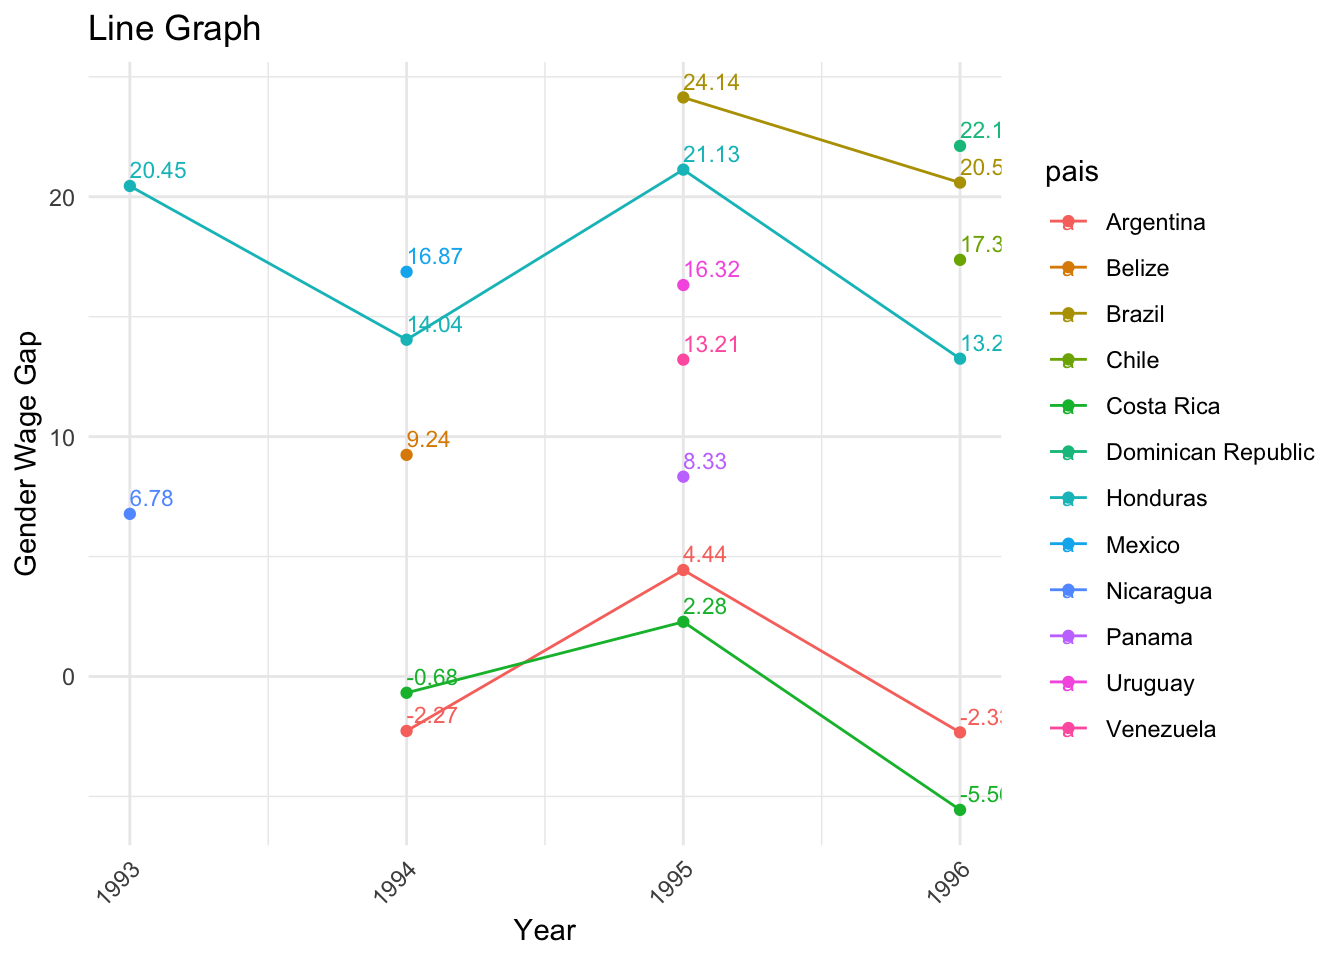 Line Graph
Gender Wage Gap
20
10
0
24.14
22.1
20.45
21.13
20.5
16.87
16.32
17.3
14.04
13.21
13.2
9.24
8.33
6.78
4.44
2.28
-0.68
-2.27
-2.3
-5.5
1993
1994
1995
1996
Year
pais
Argentina
Belize
Brazil
Chile
Costa Rica
Dominican Republic
Honduras
Mexico
Nicaragua
Panama
Uruguay
Venezuela